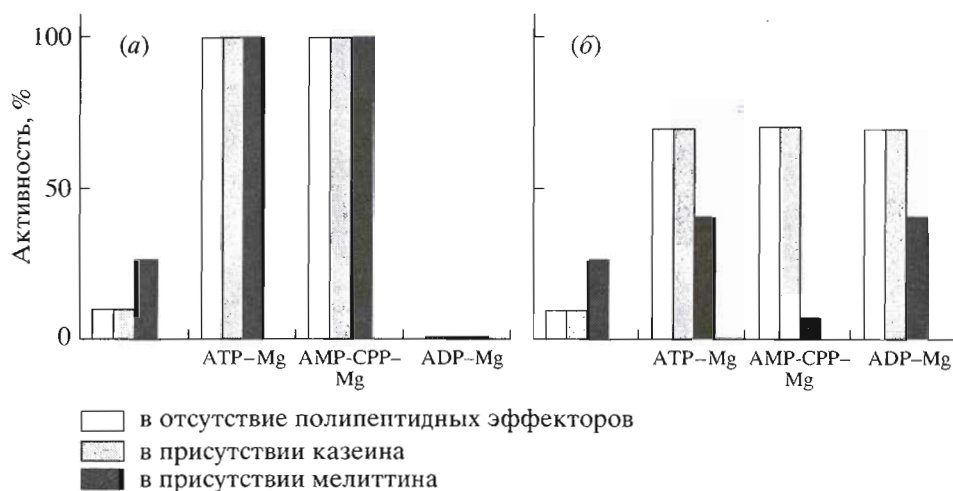 Активность, %
100
50
0
(а)
ATP–Mg
AMP-CPP–
Mg
ADP–Mg
(б)
ATP–Mg
AMP-CPP–
Mg
ADP–Mg
в отсутствие полипептидных эффекторов
в присутствии казеина
в присутствии мелиттина